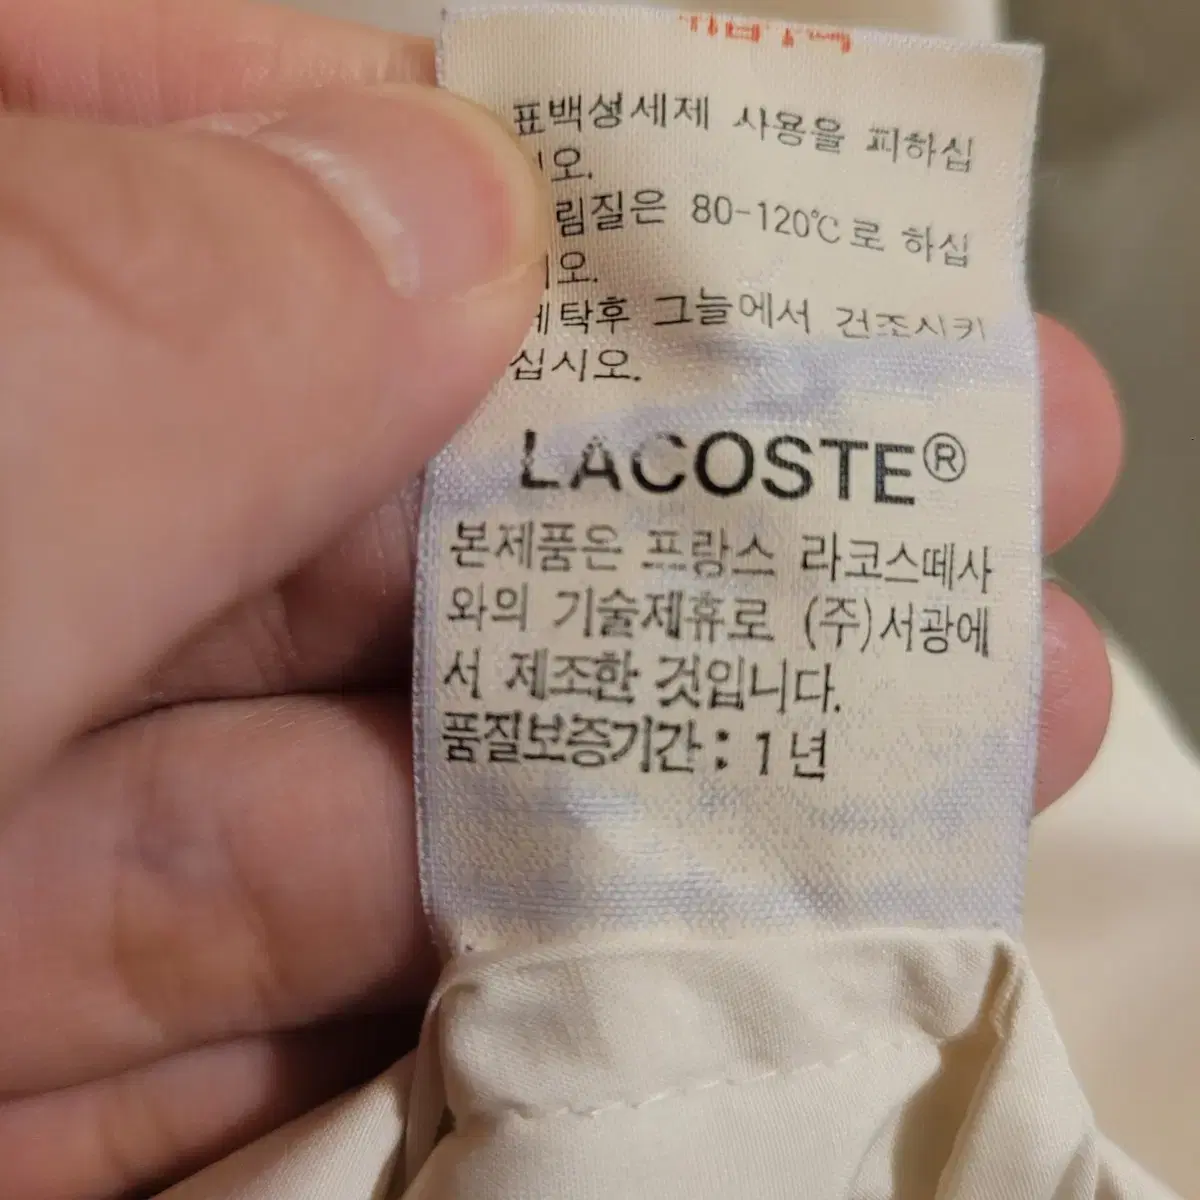 표백성세제 사용을 피하십
오.
림질은 80-120℃로 하십
오.
탁후 그늘에서 건조시키
십시오.
LACOSTE®
본제품은 프랑스 라코스떼사
와의 기술제휴로 (주)서광에
서 제조한 것입니다.
품질보증기간 : 1년